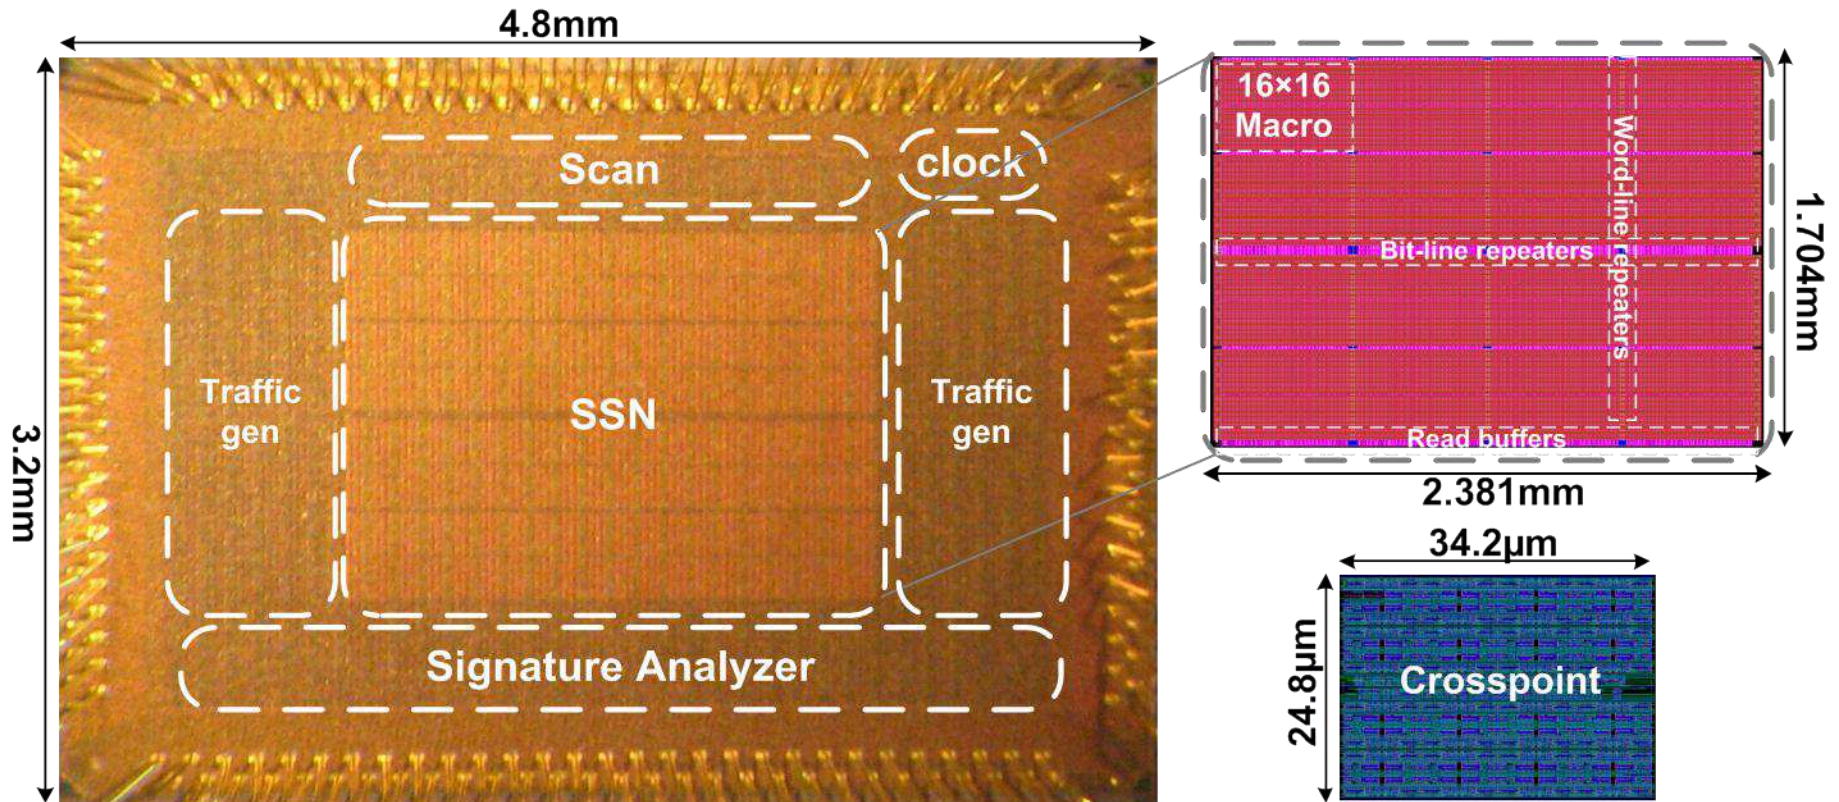 4.8mm
3.2mm
Scan
clock
Traffic
gen
SSN
Traffic
gen
Signature Analyzer
16×16
Macro
Word-line repeaters
Bit-line repeaters
Read buffers
1.704mm
2.381mm
34.2µm
24.8µm
Crosspoint